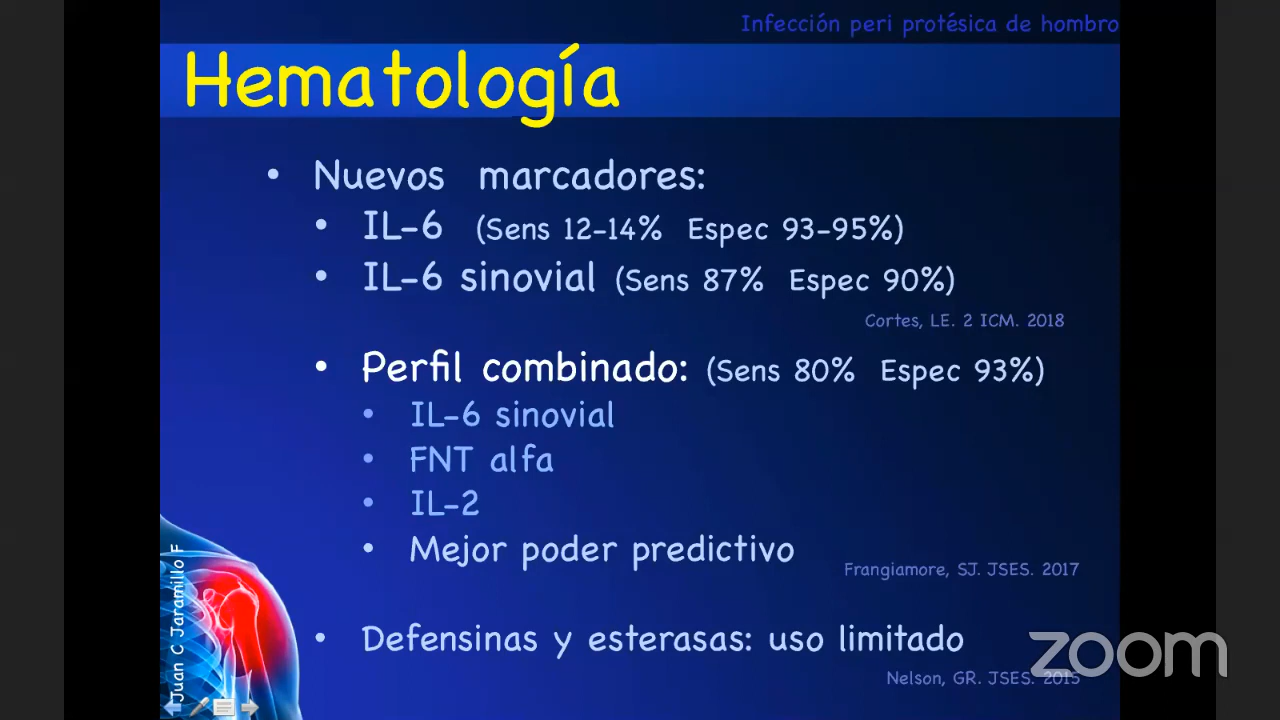 Infección peri protésica de hombro
Hematología
• Nuevos marcadores:
• IL-6 (Sens 12-14% Espec 93-95%)
• IL-6 sinovial (Sens 87% Espec 90%)
Cortes, LE. 2 ICM. 2018
• Perfil combinado: (Sens 80% Espec 93%)
• IL-6 sinovial
• FNT alfa
• IL-2
• Mejor poder predictivo
Frangiamore, SJ. JSES. 2017
• Defensinas y esterasas: uso limitado
Nelson, GR. JSES. 2015
Juan C Jaramillo F
zoom